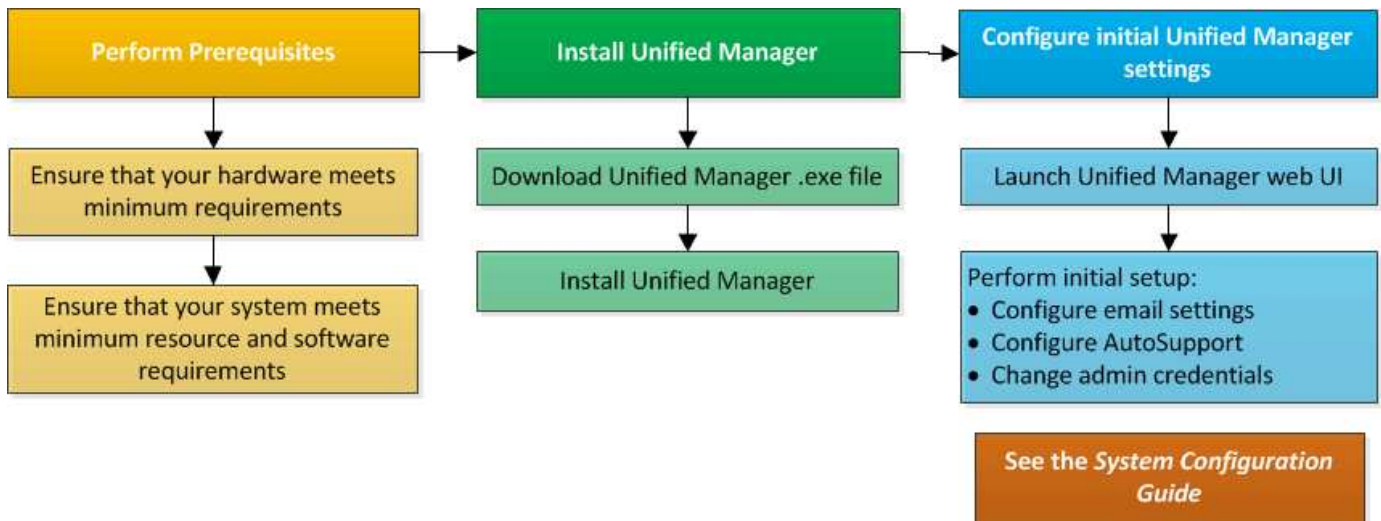 Perform Prerequisites
Ensure that your hardware meets
minimum requirements
Ensure that your system meets
minimum resource and software
requirements
Install Unified Manager
Download Unified Manager .exe file
Install Unified Manager
Configure initial Unified Manager
settings
Launch Unified Manager web UI
Perform initial setup:
• Configure email settings
• Configure AutoSupport
• Change admin credentials
See the System Configuration
Guide